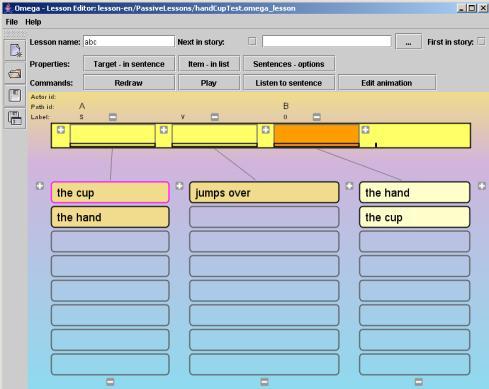 Omega - Lesson Editor: lesson-en/PassiveLessons/handCupTest.omega_lesson
File Help
Lesson name: abc Next in story: ... First in story:
Properties: Target - in sentence Item - in list Sentences - options
Commands: Redraw Play Listen to sentence Edit animation
Actor id:
Path id: A B
Label: S V O
the cup jumps over the hand
the hand the cup